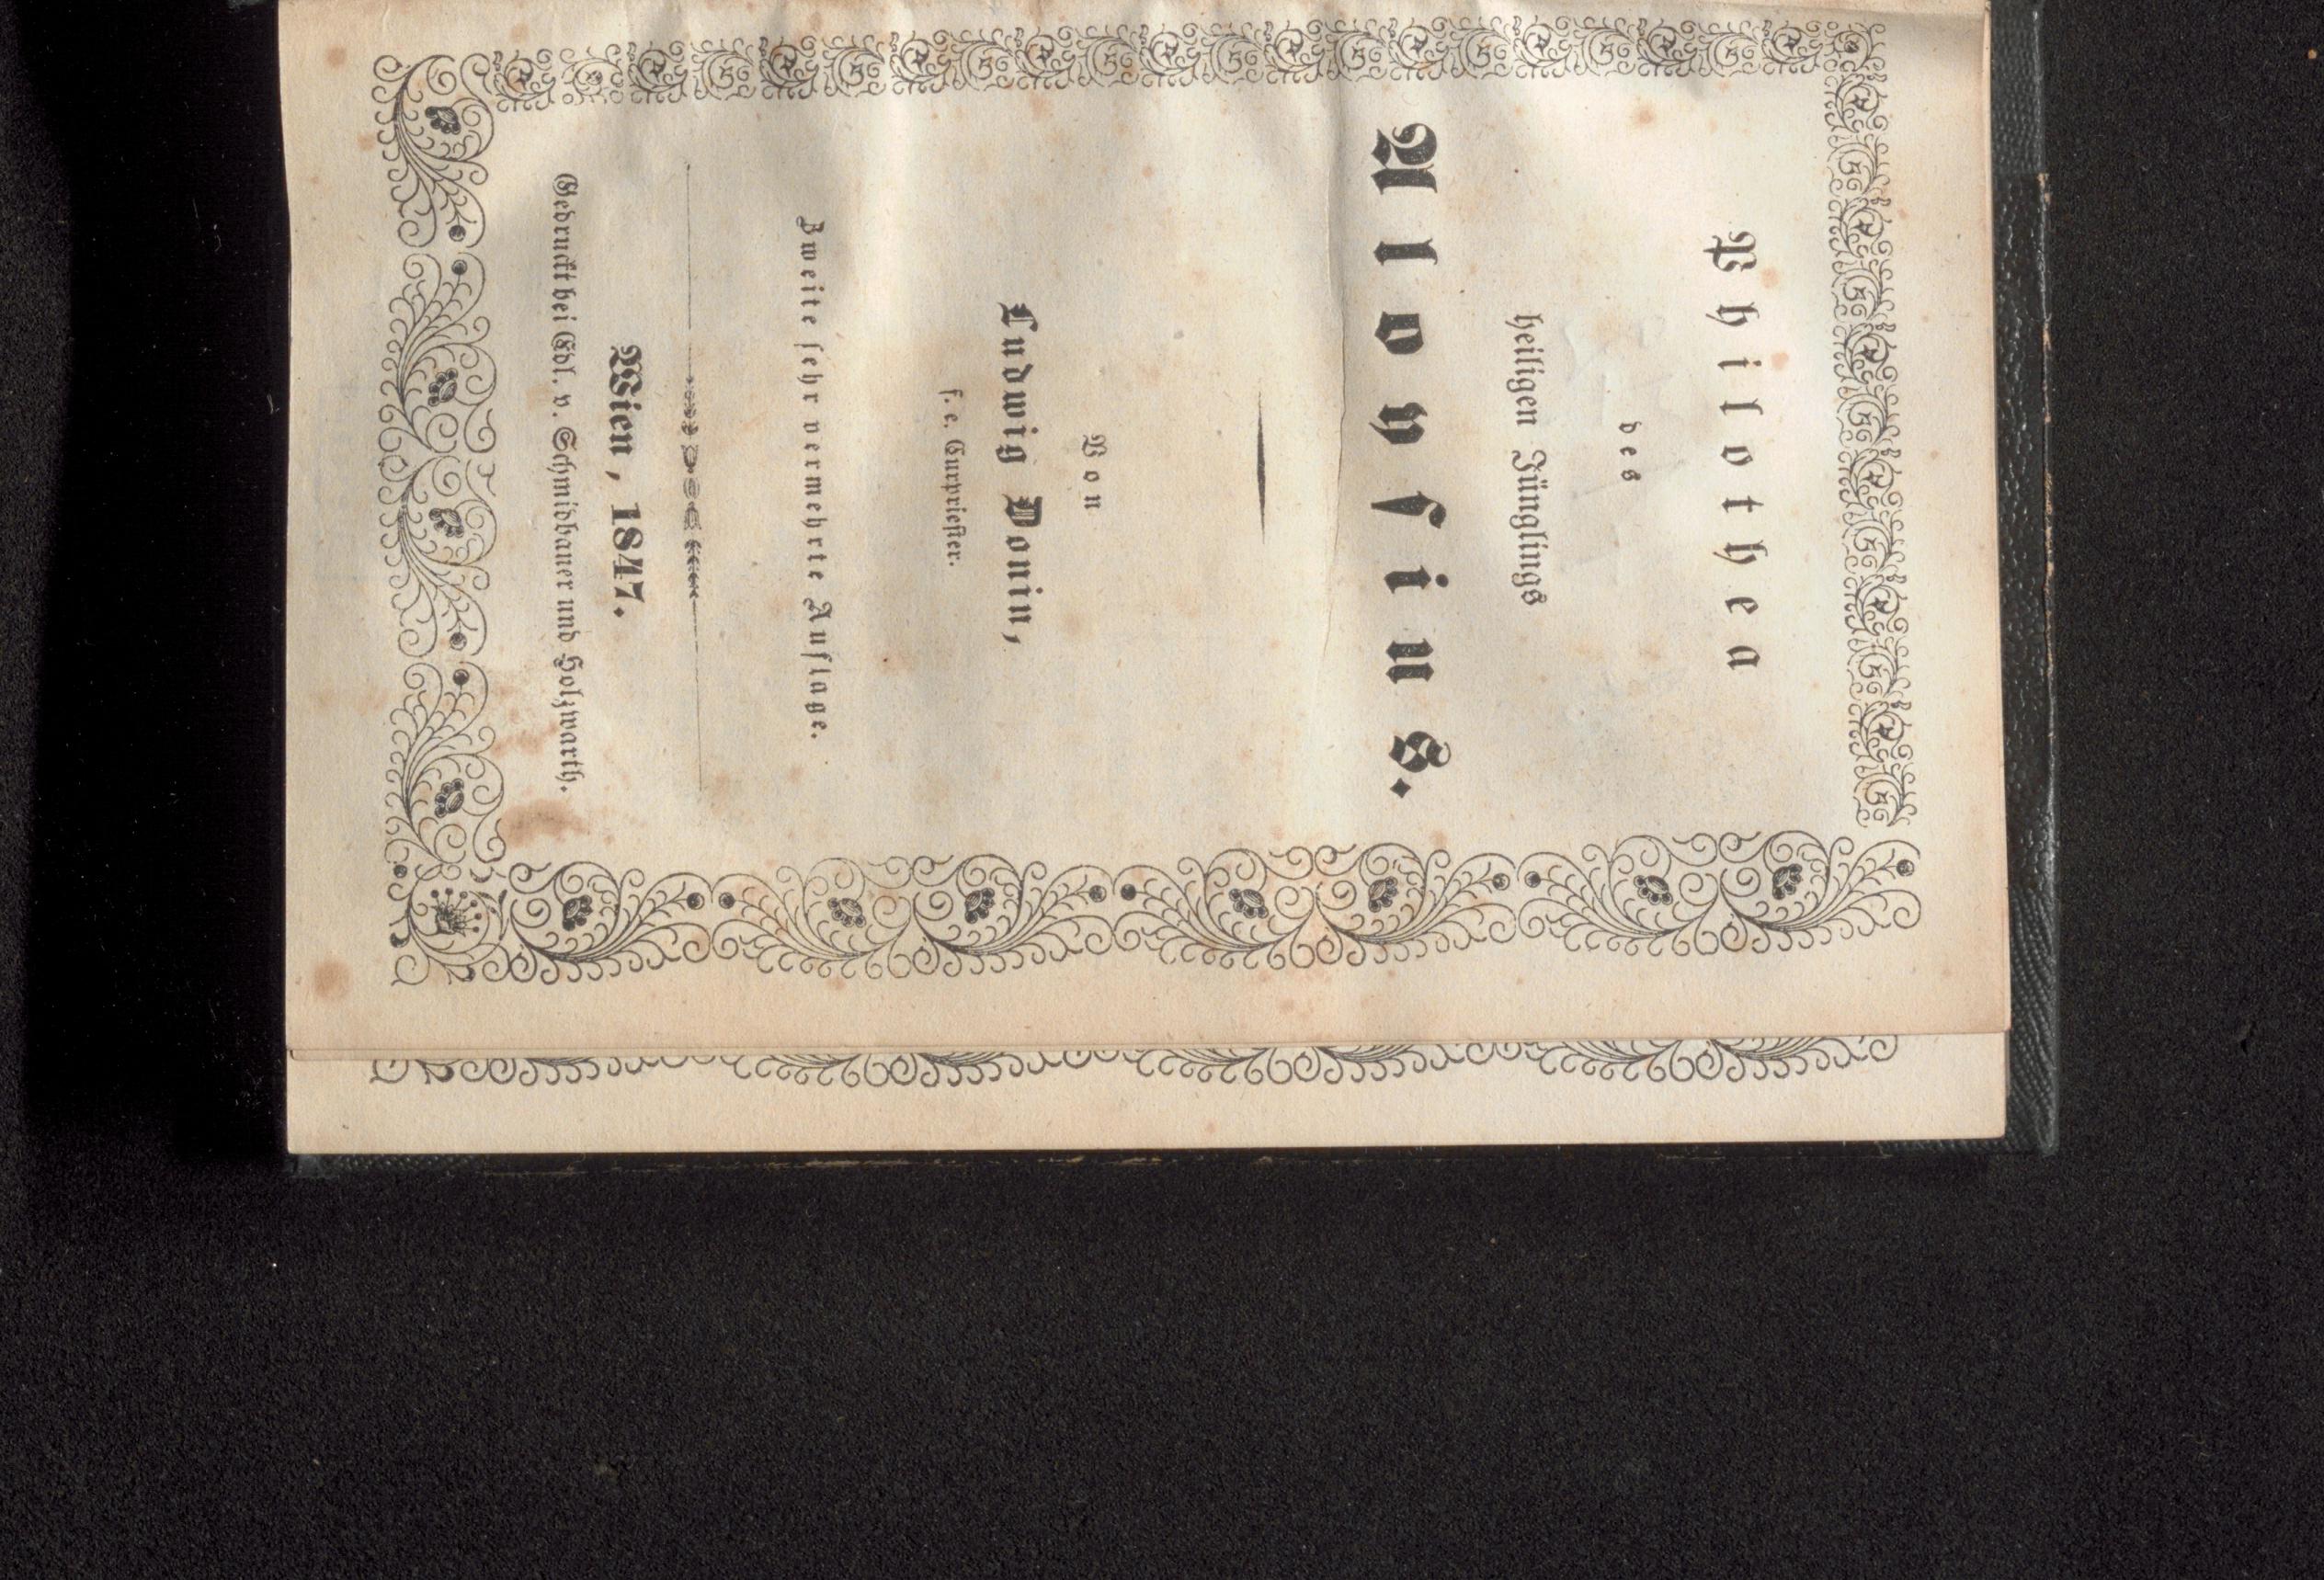 Philothea
des
heiligen Jünglings
Aloysius.
Von
Ludwig Donin,
f. e. Curpriester.
Zweite sehr vermehrte Auflage.
Wien, 1847.
Gedruckt bei Edl. v. Schmidbauer und Holzwarth.